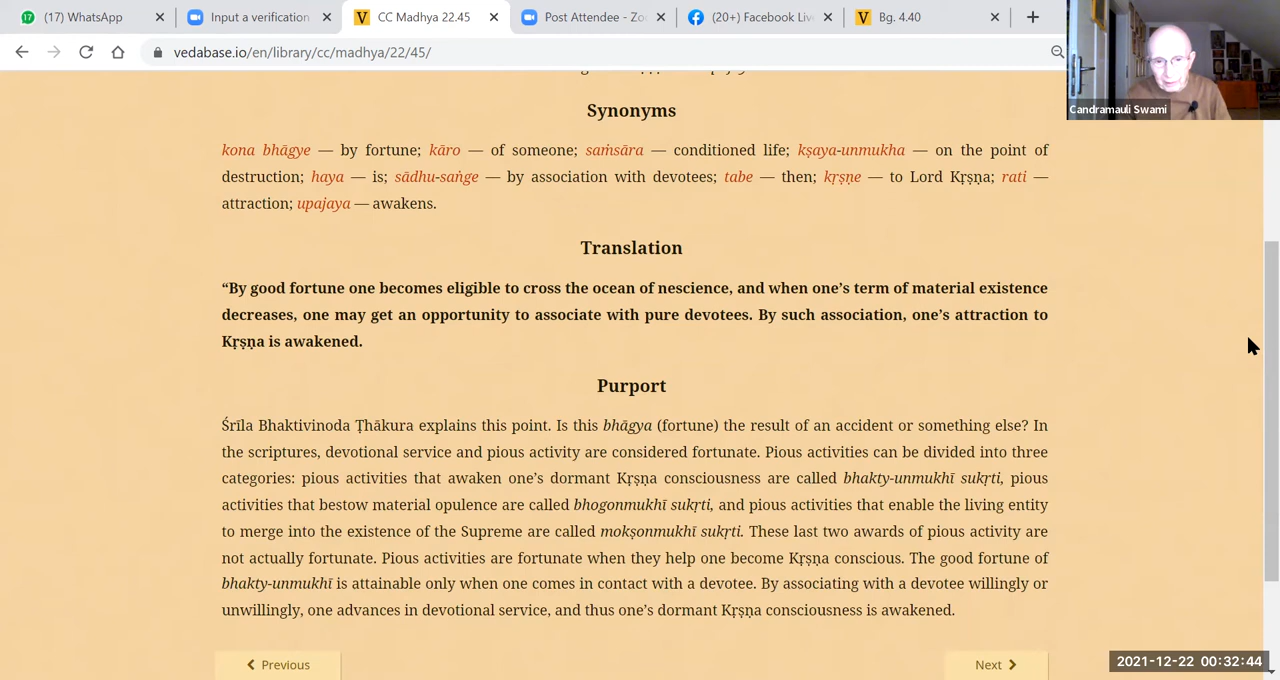 (17) WhatsApp
Input a verification
CC Madhya 22.45
Post Attendee - Zo
(20+) Facebook Liv
Bg. 4.40
vedabase.io/en/library/cc/madhya/22/45/
Candramauli Swami
Synonyms
kona bhāgye — by fortune; kāro — of someone; saṁsāra — conditioned life; kṣaya-unmukha — on the point of
destruction; haya — is; sādhu-saṅge — by association with devotees; tabe — then; kṛṣṇe — to Lord Kṛṣṇa; rati —
attraction; upajaya — awakens.
Translation
“By good fortune one becomes eligible to cross the ocean of nescience, and when one’s term of material existence
decreases, one may get an opportunity to associate with pure devotees. By such association, one’s attraction to
Kṛṣṇa is awakened.
Purport
Śrīla Bhaktivinoda Ṭhākura explains this point. Is this bhāgya (fortune) the result of an accident or something else? In
the scriptures, devotional service and pious activity are considered fortunate. Pious activities can be divided into three
categories: pious activities that awaken one’s dormant Kṛṣṇa consciousness are called bhakty-unmukhī sukṛti, pious
activities that bestow material opulence are called bhogonmukhī sukṛti, and pious activities that enable the living entity
to merge into the existence of the Supreme are called mokṣonmukhī sukṛti. These last two awards of pious activity are
not actually fortunate. Pious activities are fortunate when they help one become Kṛṣṇa conscious. The good fortune of
bhakty-unmukhī is attainable only when one comes in contact with a devotee. By associating with a devotee willingly or
unwillingly, one advances in devotional service, and thus one’s dormant Kṛṣṇa consciousness is awakened.
Previous
Next
2021-12-22 00:32:44